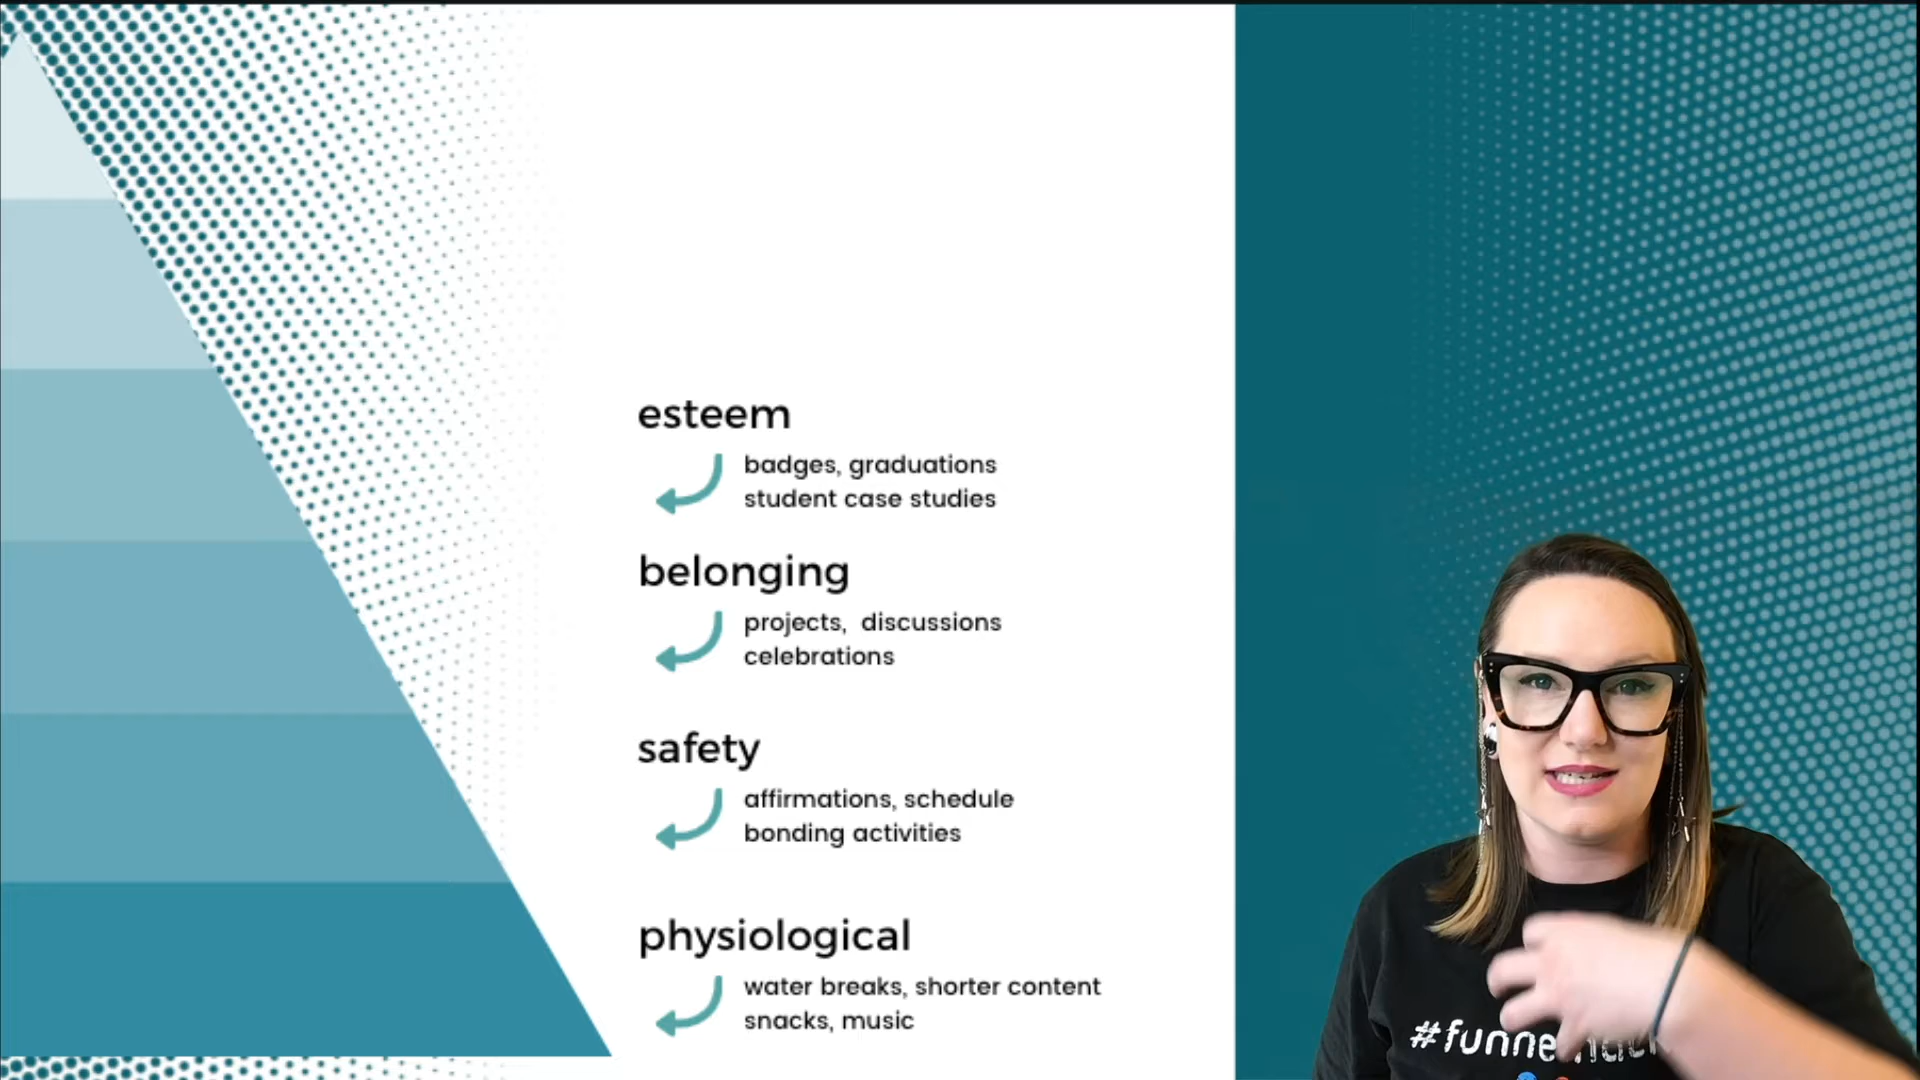 esteem
badges, graduations
student case studies
belonging
projects, discussions
celebrations
safety
affirmations, schedule
bonding activities
physiological
water breaks, shorter content
snacks, music